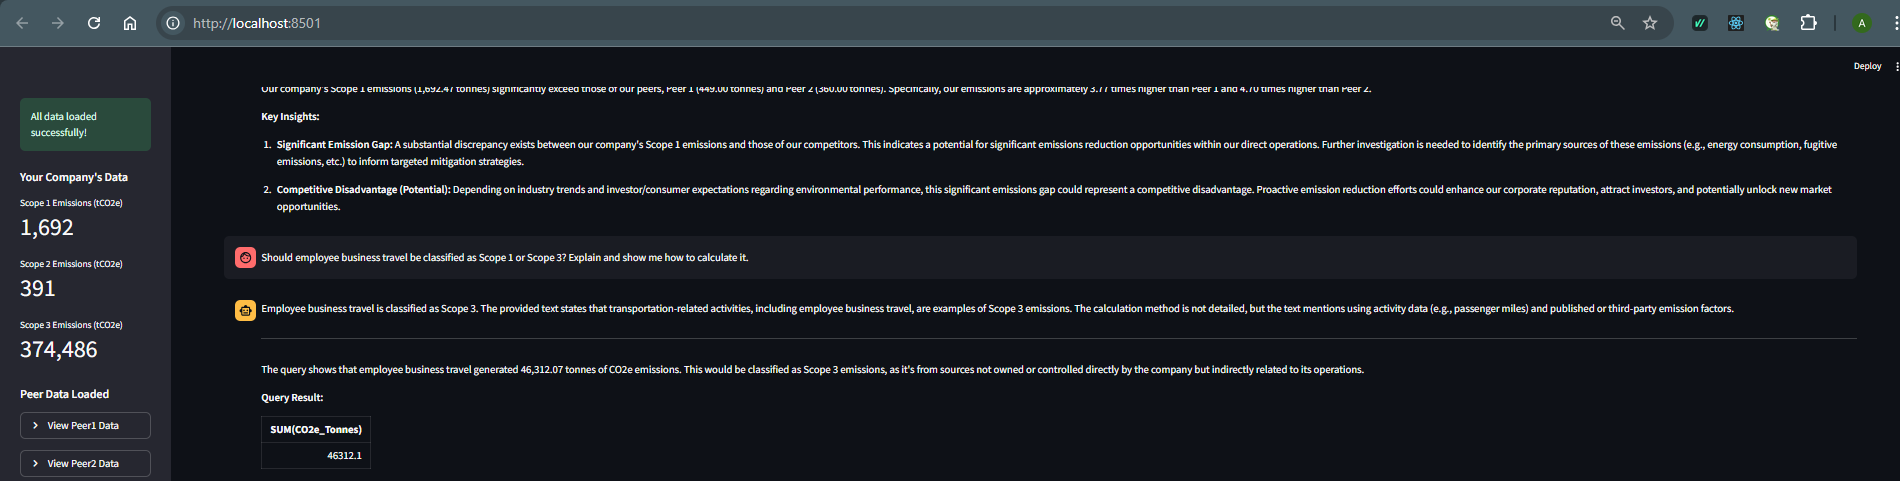 http://localhost:8501
A
Deploy
All data loaded
successfully!
Your Company's Data
Scope 1 Emissions (tCO2e)
1,692
Scope 2 Emissions (tCO2e)
391
Scope 3 Emissions (tCO2e)
374,486
Peer Data Loaded
View Peer1 Data
View Peer2 Data
Our company's Scope 1 emissions (1,692.47 tonnes) significantly exceed those of our peers, Peer 1 (449.00 tonnes) and Peer 2 (360.00 tonnes). Specifically, our emissions are approximately 3.77 times higher than Peer 1 and 4.70 times higher than Peer 2.
Key Insights:
1. Significant Emission Gap: A substantial discrepancy exists between our company's Scope 1 emissions and those of our competitors. This indicates a potential for significant emissions reduction opportunities within our direct operations. Further investigation is needed to identify the primary sources of these emissions (e.g., energy consumption, fugitive
emissions, etc.) to inform targeted mitigation strategies.
2. Competitive Disadvantage (Potential): Depending on industry trends and investor/consumer expectations regarding environmental performance, this significant emissions gap could represent a competitive disadvantage. Proactive emission reduction efforts could enhance our corporate reputation, attract investors, and potentially unlock new market
opportunities.
Should employee business travel be classified as Scope 1 or Scope 3? Explain and show me how to calculate it.
Employee business travel is classified as Scope 3. The provided text states that transportation-related activities, including employee business travel, are examples of Scope 3 emissions. The calculation method is not detailed, but the text mentions using activity data (e.g., passenger miles) and published or third-party emission factors.
The query shows that employee business travel generated 46,312.07 tonnes of CO2e emissions. This would be classified as Scope 3 emissions, as it's from sources not owned or controlled directly by the company but indirectly related to its operations.
Query Result:
SUM(CO2e_Tonnes)
46312.1